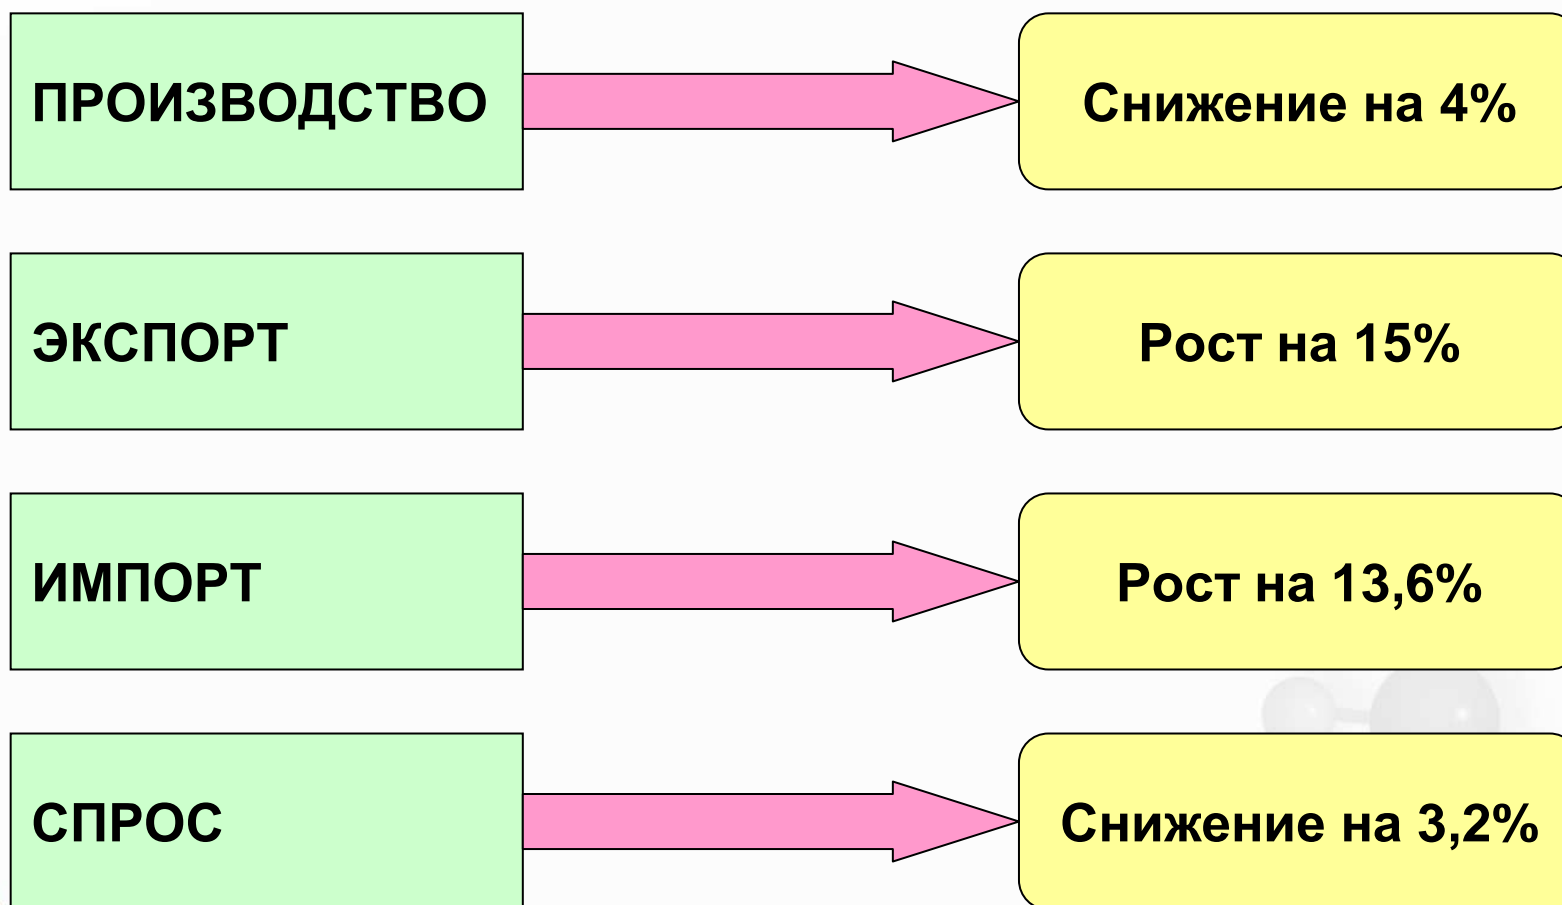 ПРОИЗВОДСТВО
Снижение на 4%
ЭКСПОРТ
Рост на 15%
ИМПОРТ
Рост на 13,6%
СПРОС
Снижение на 3,2%